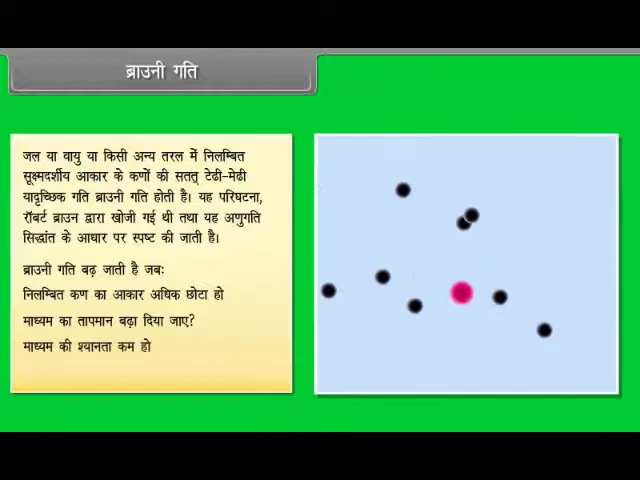 ब्राउनी गति
जल या वायु या किसी अन्य तरल में निलम्बित
सूक्ष्मदर्शीय आकार के कणों की सतत् टेढी-मेढी
यादृच्छिक गति ब्राउनी गति होती है। यह परिघटना,
रॉबर्ट ब्राउन द्वारा खोजी गई थी तथा यह अणुगति
सिद्धांत के आधार पर स्पष्ट की जाती है।
ब्राउनी गति बढ़ जाती है जबः
निलम्बित कण का आकार अधिक छोटा हो
माध्यम का तापमान बढ़ा दिया जाए?
माध्यम की श्यानता कम हो